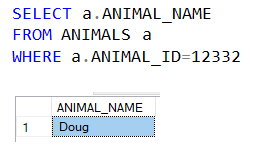 SELECT a.ANIMAL_NAME
FROM ANIMALS a
WHERE a.ANIMAL_ID=12332
ANIMAL_NAME
1 Doug